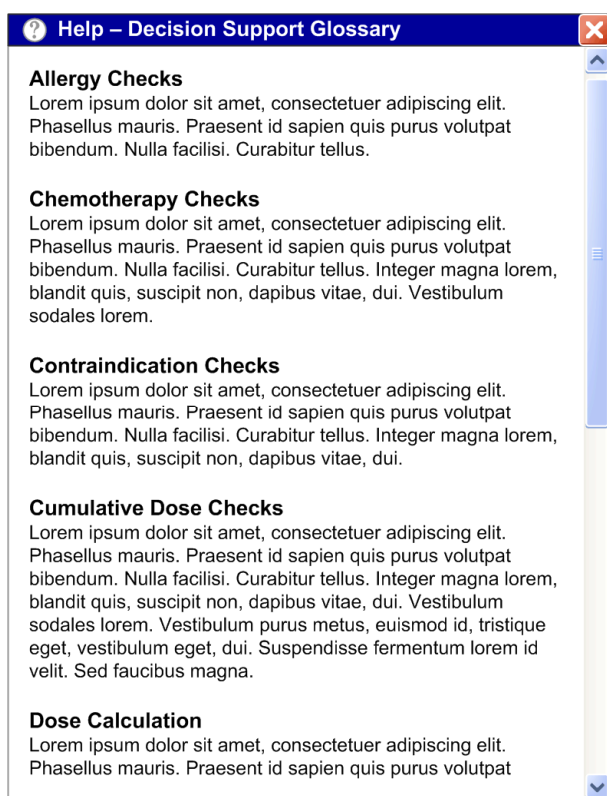 Help – Decision Support Glossary
Allergy Checks
Lorem ipsum dolor sit amet, consectetuer adipiscing elit.
Phasellus mauris. Praesent id sapien quis purus volutpat
bibendum. Nulla facilisi. Curabitur tellus.
Chemotherapy Checks
Lorem ipsum dolor sit amet, consectetuer adipiscing elit.
Phasellus mauris. Praesent id sapien quis purus volutpat
bibendum. Nulla facilisi. Curabitur tellus. Integer magna lorem,
blandit quis, suscipit non, dapibus vitae, dui. Vestibulum
sodales lorem.
Contraindication Checks
Lorem ipsum dolor sit amet, consectetuer adipiscing elit.
Phasellus mauris. Praesent id sapien quis purus volutpat
bibendum. Nulla facilisi. Curabitur tellus. Integer magna lorem,
blandit quis, suscipit non, dapibus vitae, dui.
Cumulative Dose Checks
Lorem ipsum dolor sit amet, consectetuer adipiscing elit.
Phasellus mauris. Praesent id sapien quis purus volutpat
bibendum. Nulla facilisi. Curabitur tellus. Integer magna lorem,
blandit quis, suscipit non, dapibus vitae, dui. Vestibulum
sodales lorem. Vestibulum purus metus, euismod id, tristique
eget, vestibulum eget, dui. Suspendisse fermentum lorem id
velit. Sed faucibus magna.
Dose Calculation
Lorem ipsum dolor sit amet, consectetuer adipiscing elit.
Phasellus mauris. Praesent id sapien quis purus volutpat